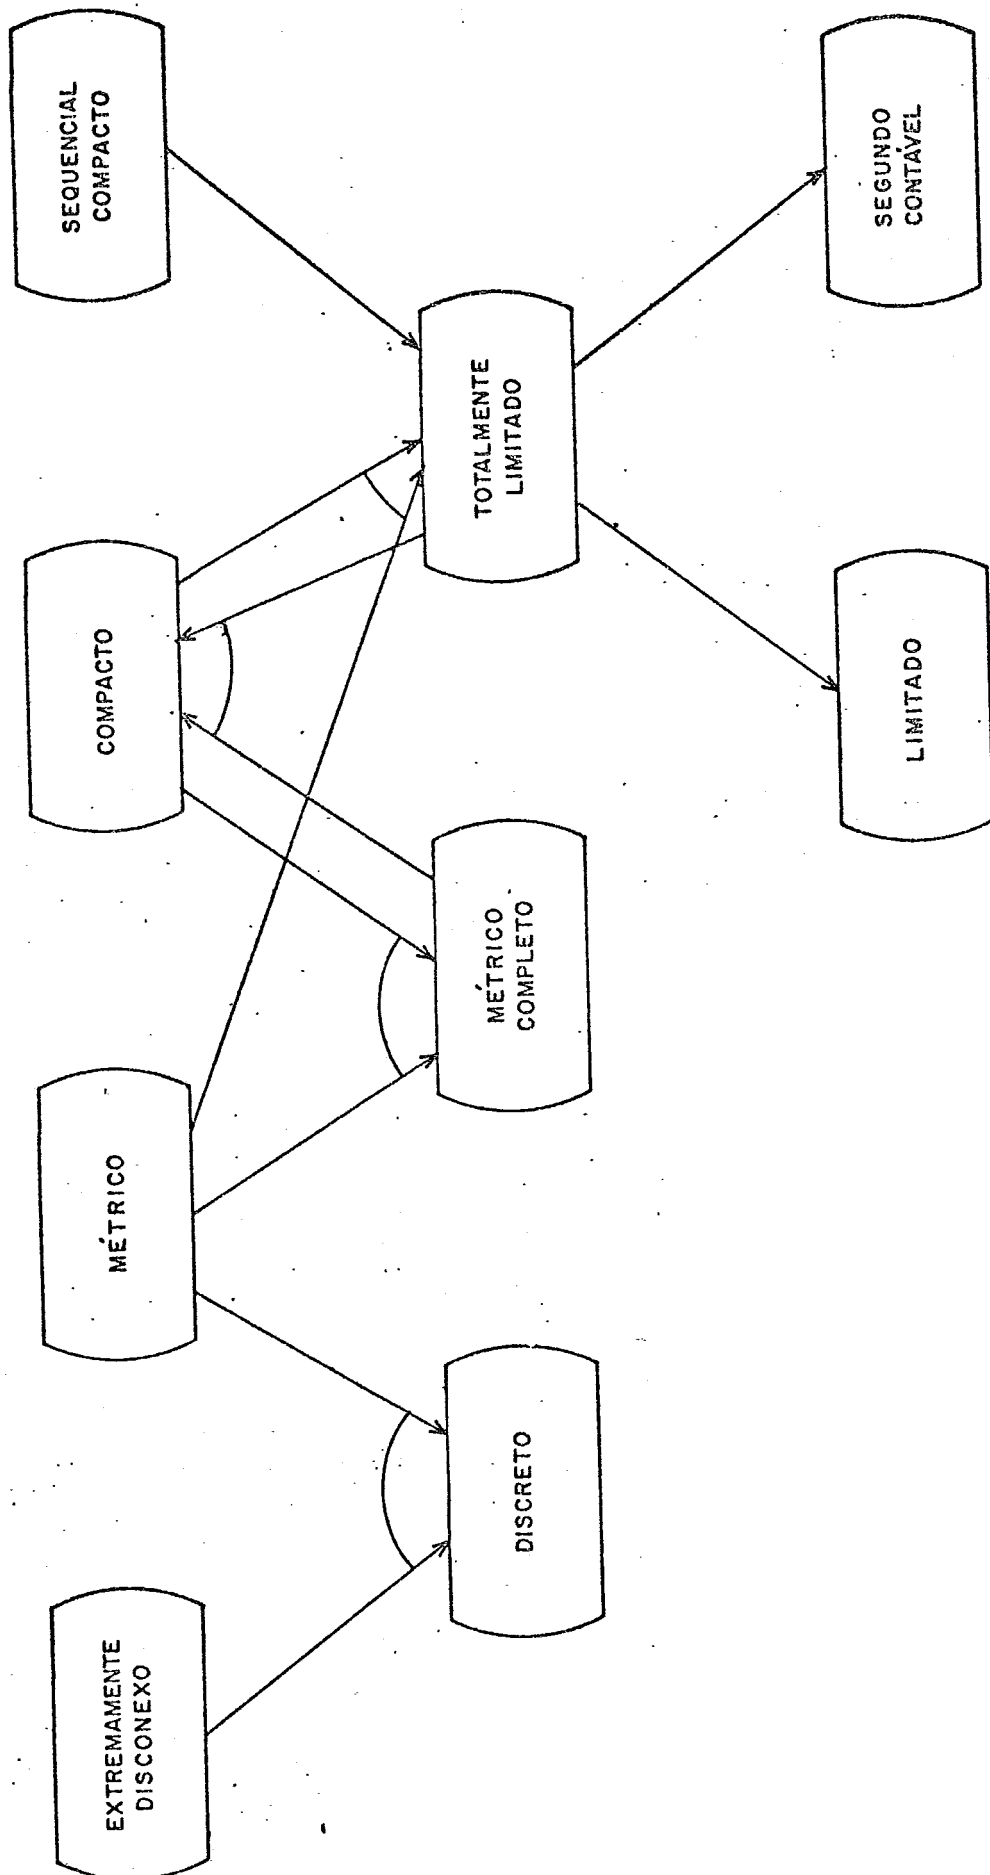 EXTREMAMENTE
DISCONEXO
MÉTRICO
COMPACTO
SEQUENCIAL
COMPACTO
DISCRETO
MÉTRICO
COMPLETO
TOTALMENTE
LIMITADO
LIMITADO
SEGUNDO
CONTÁVEL